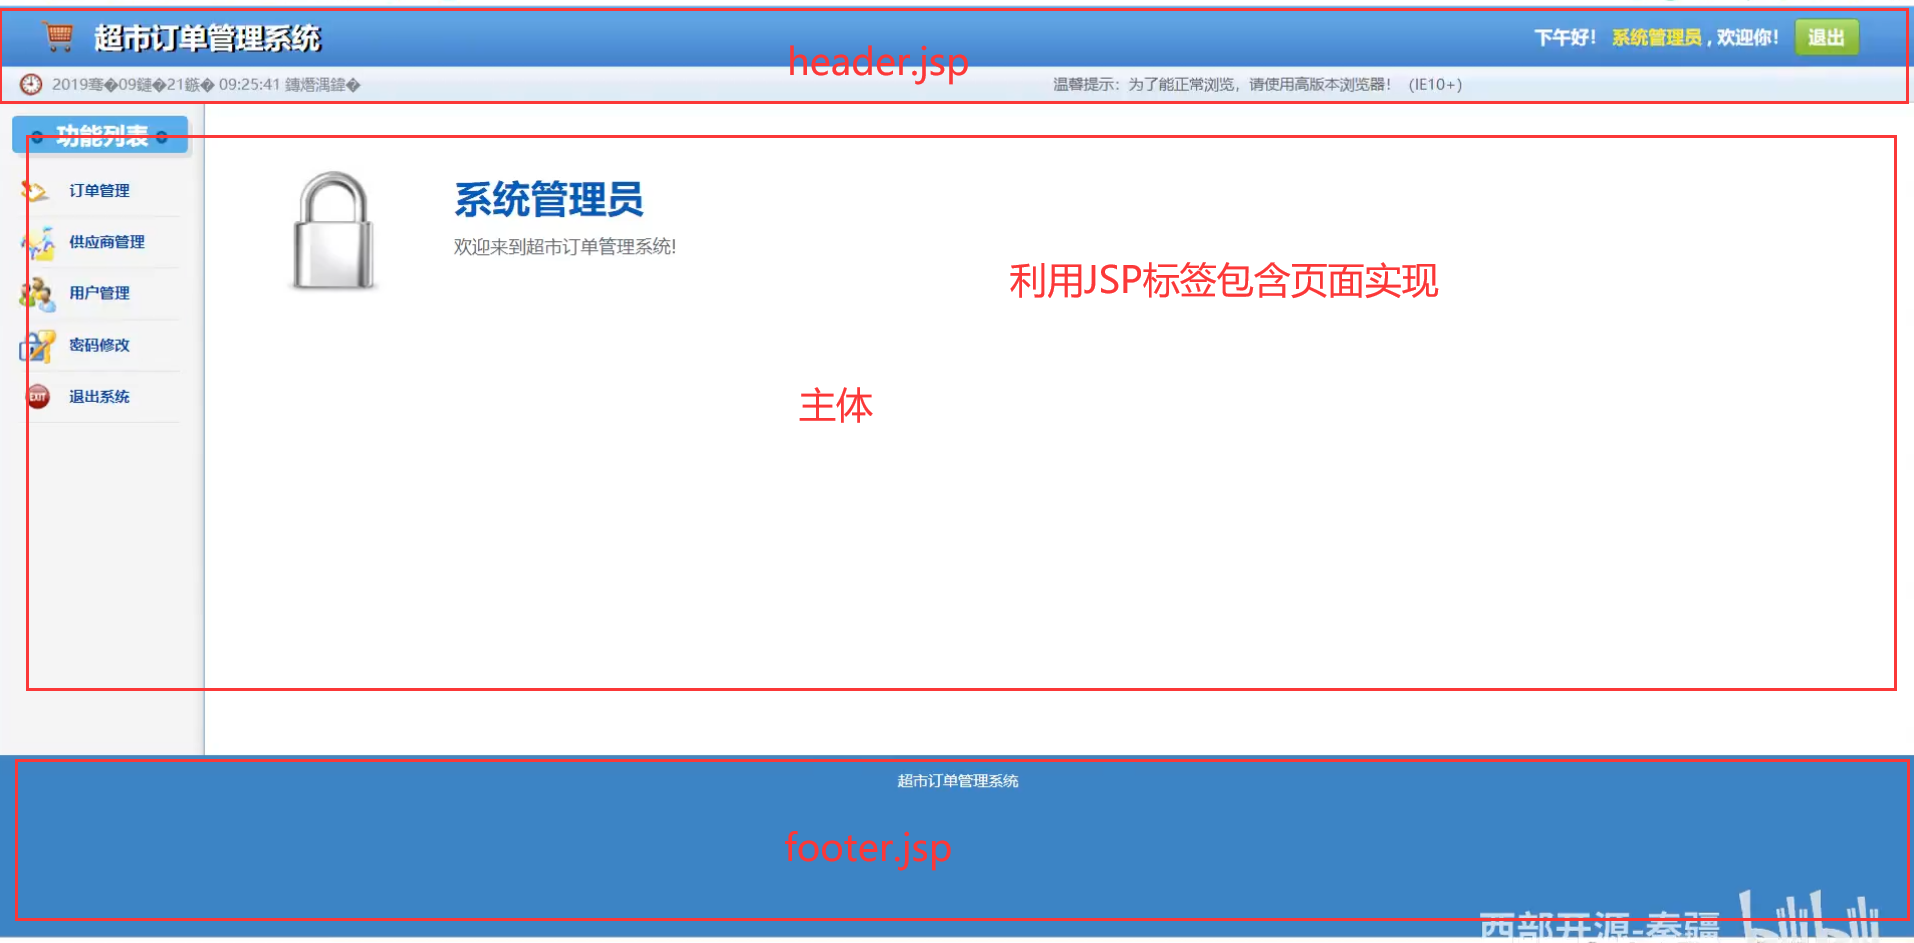 超市订单管理系统
下午好！ 系统管理员 , 欢迎你！ 退出
header.jsp
2019骞�09鏈�21鏃� 09:25:41 鏄熸湡鍏�
温馨提示：为了能正常浏览，请使用高版本浏览器！ (IE10+)
功能列表
订单管理
供应商管理
用户管理
密码修改
EXIT
退出系统
系统管理员
欢迎来到超市订单管理系统!
利用JSP标签包含页面实现
主体
超市订单管理系统
footer.jsp
西部开源-秦疆
bilibili